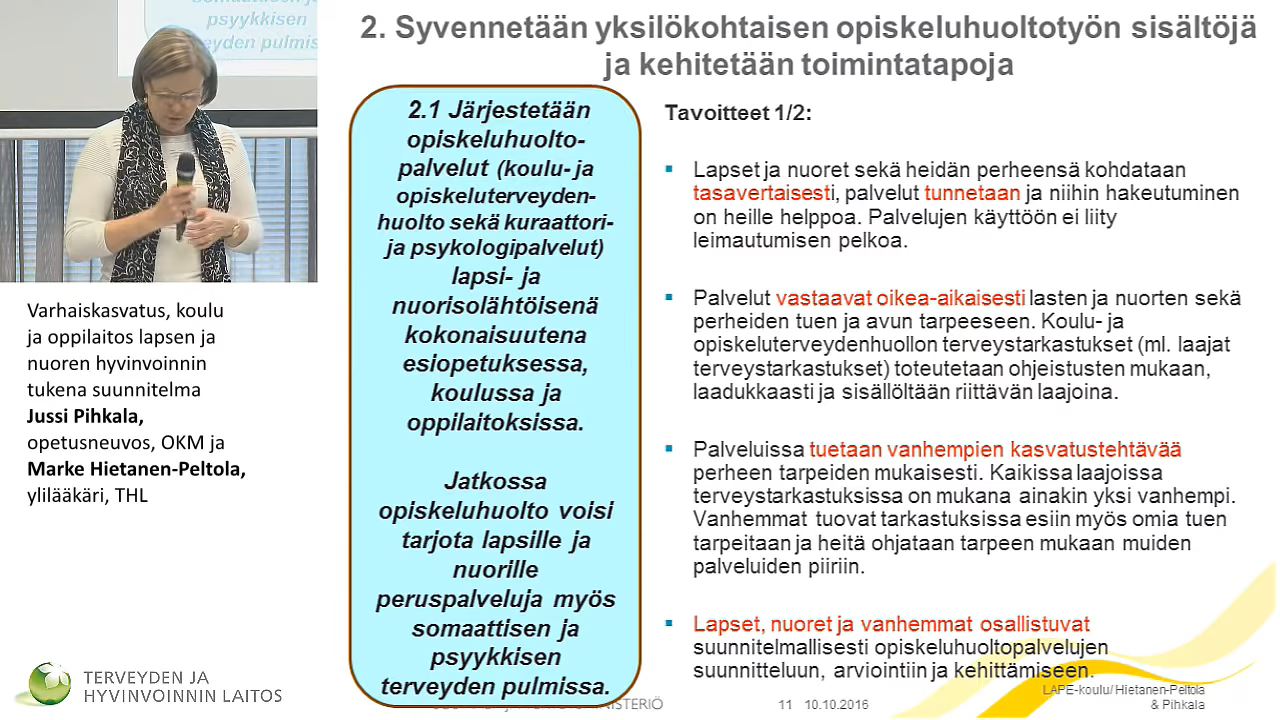 somaattisen ja
psyykkisen
terveyden pulmissa
2. Syvennetään yksilökohtaisen opiskeluhuoltotyön sisältöjä
ja kehitetään toimintatapoja
2.1 Järjestetään
opiskeluhuolto-
palvelut (koulu- ja
opiskeluterveyden-
huolto sekä kuraattori-
ja psykologipalvelut)
lapsi- ja
nuorisolähtöisenä
kokonaisuutena
esiopetuksessa,
koulussa ja
oppilaitoksissa.
Jatkossa
opiskeluhuolto voisi
tarjota lapsille ja
nuorille
peruspalveluja myös
somaattisen ja
psyykkisen
terveyden pulmissa.
Tavoitteet 1/2:
Lapset ja nuoret sekä heidän perheensä kohdataan
tasavertaisesti, palvelut tunnetaan ja niihin hakeutuminen
on heille helppoa. Palvelujen käyttöön ei liity
leimautumisen pelkoa.
Palvelut vastaavat oikea-aikaisesti lasten ja nuorten sekä
perheiden tuen ja avun tarpeeseen. Koulu- ja
opiskeluterveydenhuollon terveystarkastukset (ml. laajat
terveystarkastukset) toteutetaan ohjeistusten mukaan,
laadukkaasti ja sisällöltään riittävän laajoina.
Palveluissa tuetaan vanhempien kasvatustehtävää
perheen tarpeiden mukaisesti. Kaikissa laajoissa
terveystarkastuksissa on mukana ainakin yksi vanhempi.
Vanhemmat tuovat tarkastuksissa esiin myös omia tuen
tarpeitaan ja heitä ohjataan tarpeen mukaan muiden
palveluiden piiriin.
Lapset, nuoret ja vanhemmat osallistuvat
suunnitelmallisesti opiskeluhuoltopalvelujen
suunnitteluun, arviointiin ja kehittämiseen.
11 10.10.2016
LAPE-koulu/ Hietanen-Peltola
& Pihkala
Varhaiskasvatus, koulu
ja oppilaitos lapsen ja
nuoren hyvinvoinnin
tukena suunnitelma
Jussi Pihkala,
opetusneuvos, OKM ja
Marke Hietanen-Peltola,
ylilääkäri, THL
TERVEYDEN JA
HYVINVOINNIN LAITOS